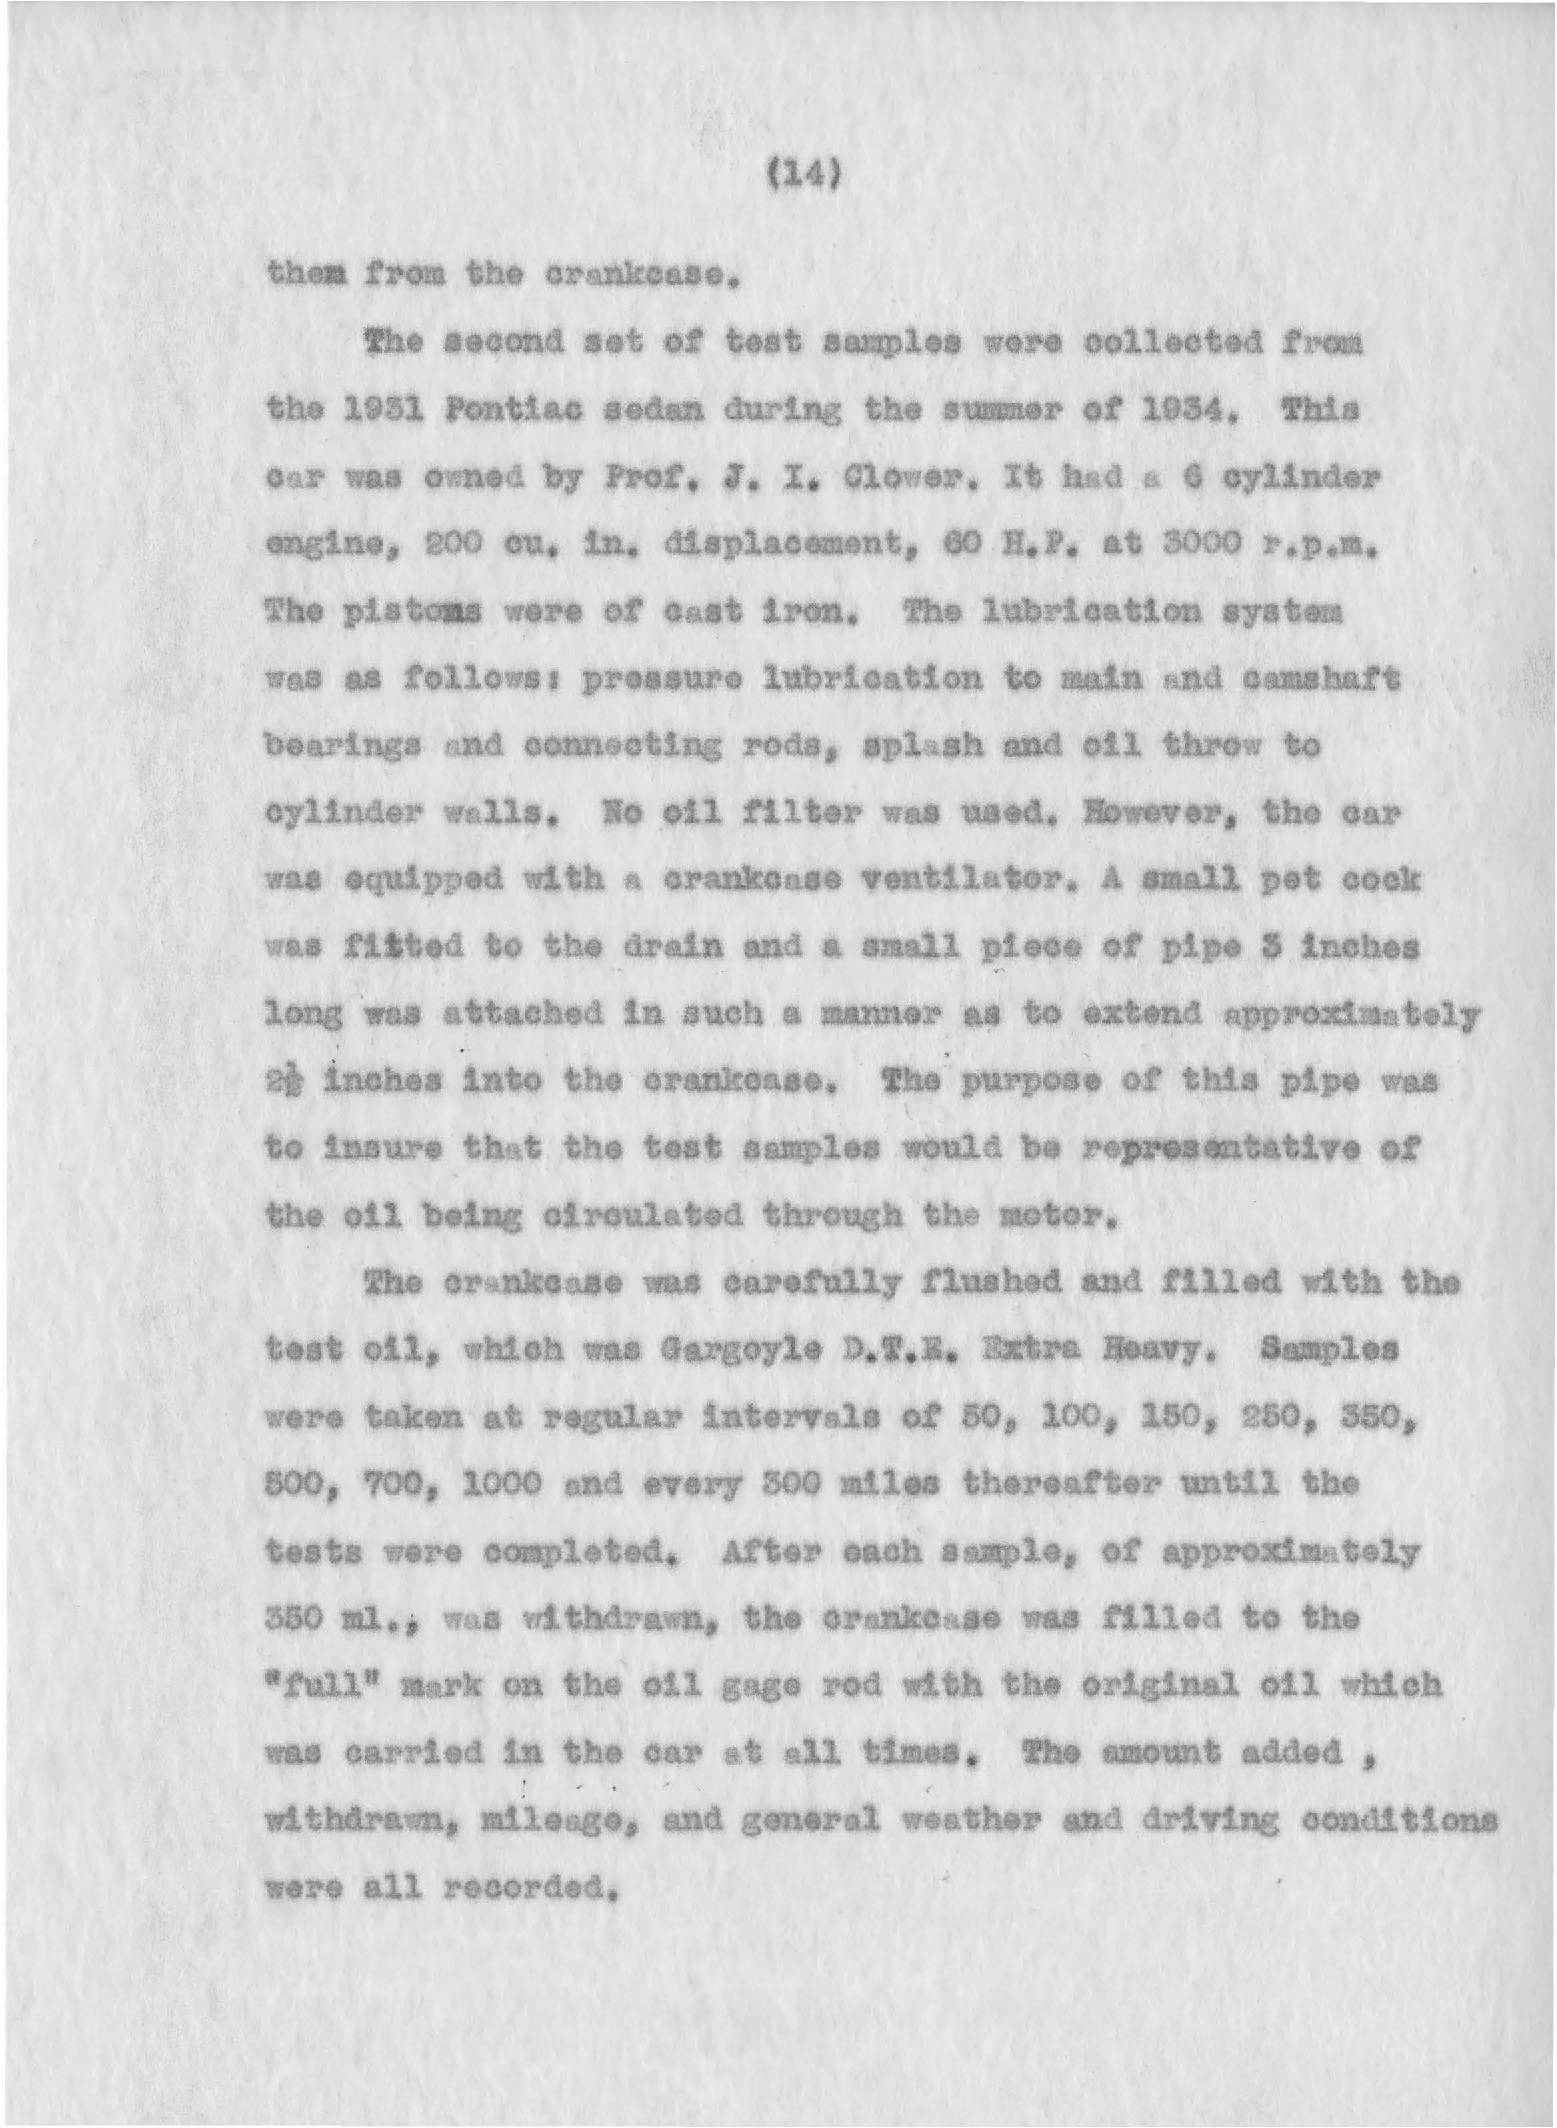 (14)
them from the crankcase.
The second set of test samples were collected from
the 1931 Pontiac sedan during the summer of 1934. This
car was owned by Prof. J. I. Clower. It had a 6 cylinder
engine, 200 cu. in. displacement, 60 H.P. at 3000 r.p.m.
The pistons were of cast iron. The lubrication system
was as follows: pressure lubrication to main and camshaft
bearings and connecting rods, splash and oil throw to
cylinder walls. No oil filter was used. However, the car
was equipped with a crankcase ventilator. A small pet cock
was fitted to the drain and a small piece of pipe 3 inches
long was attached in such a manner as to extend approximately
2½ inches into the crankcase. The purpose of this pipe was
to insure that the test samples would be representative of
the oil being circulated through the motor.
The crankcase was carefully flushed and filled with the
test oil, which was Gargoyle D.T.E. Extra Heavy. Samples
were taken at regular intervals of 50, 100, 150, 250, 350,
500, 700, 1000 and every 300 miles thereafter until the
tests were completed. After each sample, of approximately
350 ml., was withdrawn, the crankcase was filled to the
"full" mark on the oil gage rod with the original oil which
was carried in the car at all times. The amount added ,
withdrawn, mileage, and general weather and driving conditions
were all recorded.